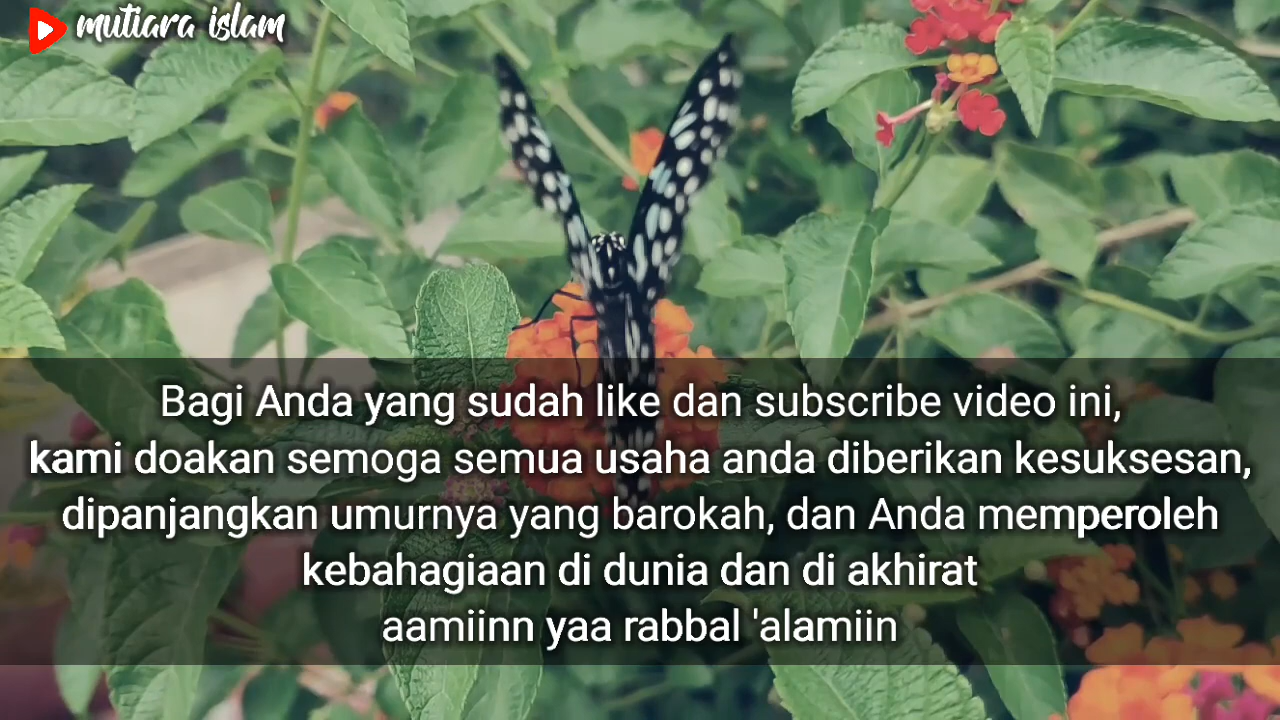 mutiara islam
Bagi Anda yang sudah like dan subscribe video ini,
kami doakan semoga semua usaha anda diberikan kesuksesan,
dipanjangkan umurnya yang barokah, dan Anda memperoleh
kebahagiaan di dunia dan di akhirat
aamiinn yaa rabbal 'alamiin